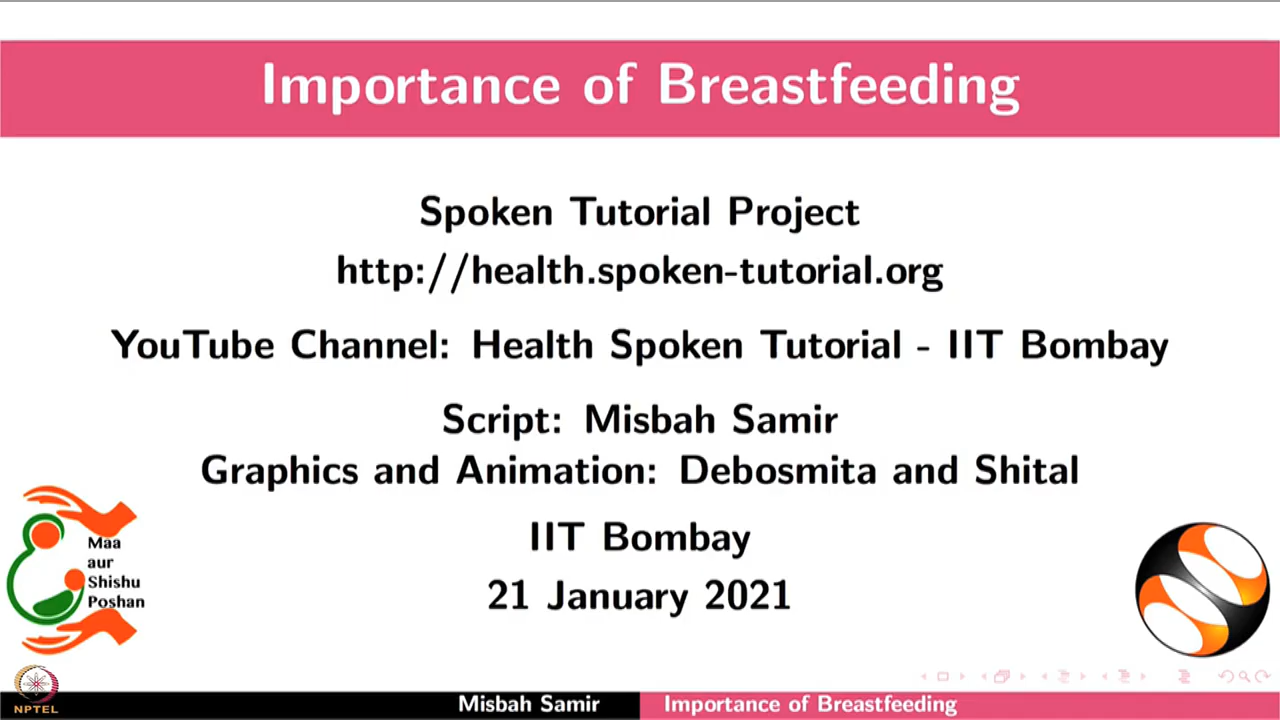 Importance of Breastfeeding
Spoken Tutorial Project
http://health.spoken-tutorial.org
YouTube Channel: Health Spoken Tutorial - IIT Bombay
Script: Misbah Samir
Graphics and Animation: Debosmita and Shital
IIT Bombay
21 January 2021
Maa
aur
Shishu
Poshan
NPTEL
Misbah Samir
Importance of Breastfeeding